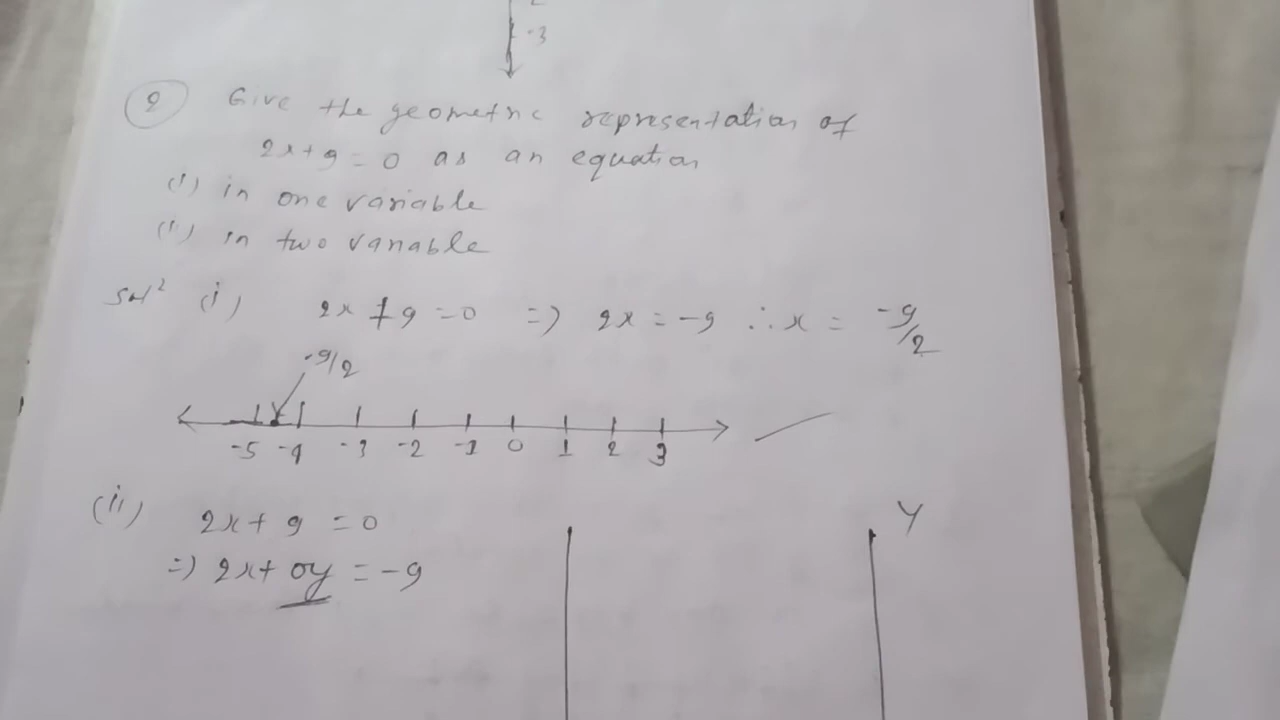 -3
2 Give the geometric representation of
2x+9=0 as an equation
(i) in one variable
(ii) in two variable
Sol² (i) 2x+9=0 => 2x=-9 ∴x= -9/2
-9/2
-5 -4 -3 -2 -1 0 1 2 3
(ii) 2x+9=0
Y
=) 2x+0y=-9